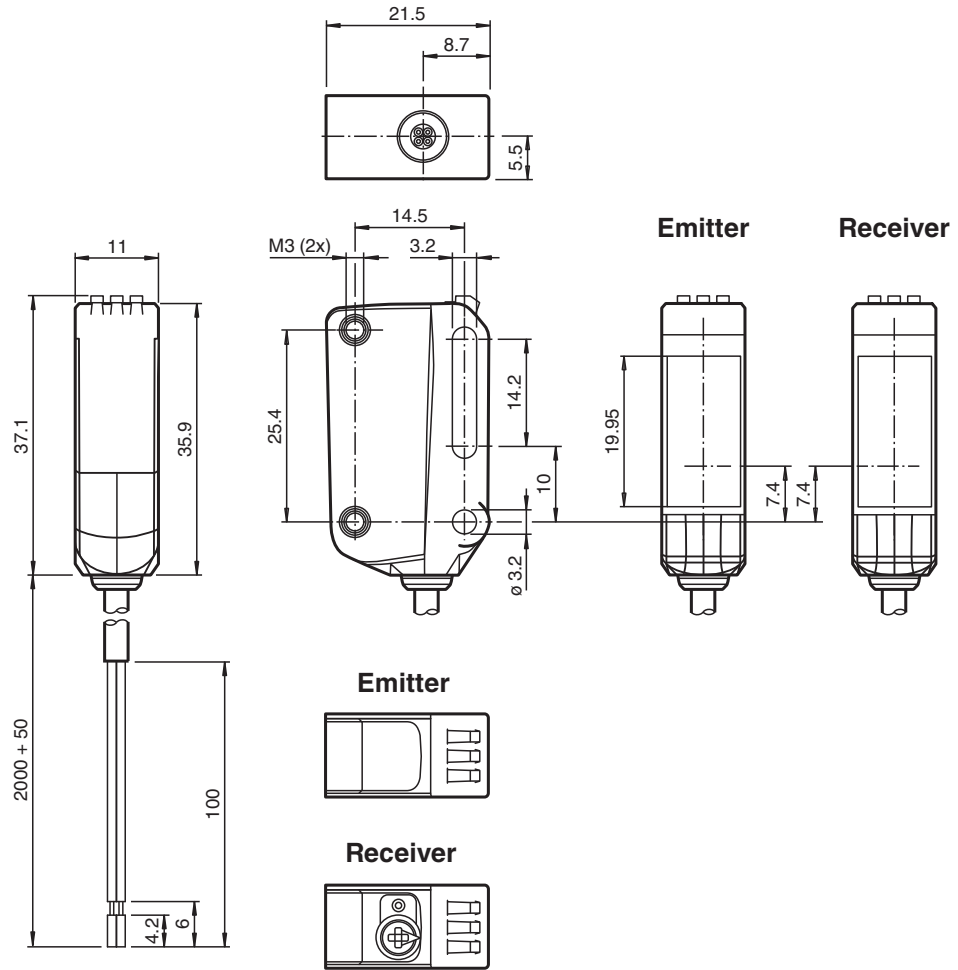 21.5
8.7
5.5
14.5
M3 (2x)
3.2
Emitter
Receiver
11
37.1
35.9
25.4
14.2
10
ø 3.2
19.95
7.4
7.4
2000 + 50
100
6
4.2
Emitter
Receiver